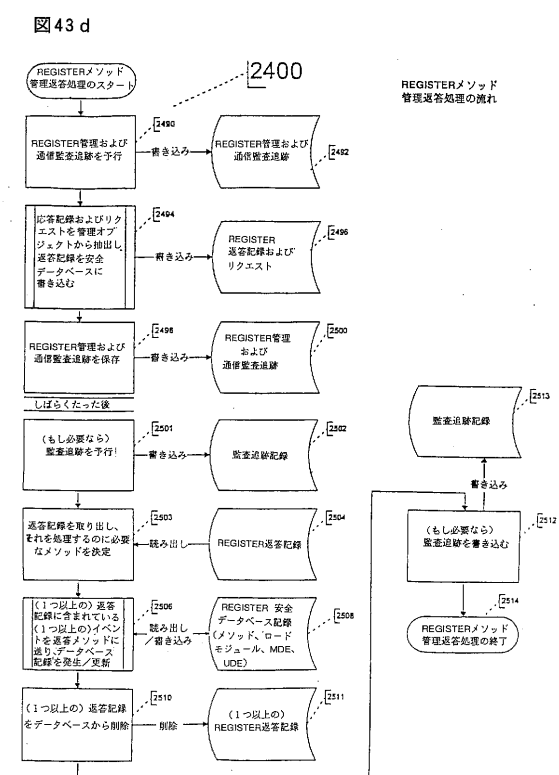 図43d
2400
REGISTERメソッド
管理返答処理の流れ
REGISTERメソッド
管理返答処理のスタート
2490
REGISTER管理および
通信監査追跡を予行
書き込み
REGISTER管理および
通信監査追跡
2492
2494
応答記録およびリク
エストを管理オブ
ジェクトから抽出し
返答記録を安全
データベースに
書き込む
書き込み
REGISTER
返答記録および
リクエスト
2496
2498
REGISTER管理および
通信監査追跡を保存
書き込み
REGISTER管理
および
通信監査追跡
2500
しばらくたった後
2501
(もし必要なら)
監査追跡を予行!
書き込み
監査追跡記録
2502
2503
返答記録を取り出し、
それを処理するのに必要
なメソッドを決定
読み出し
REGISTER返答記録
2504
2506
(1つ以上の) 返答
記録に含まれている
(1つ以上の)イベン
トを返答メソッドに
送り、データベース
記録を発生/更新
読み出し
/書き込み
REGISTER 安全
データベース記録
(メソッド、ロード
モジュール、MDE、
UDE)
2508
2510
(1つ以上の) 返答記録
をデータベースから削除
削除
(1つ以上の)
REGISTER返答記録
2511
2513
監査追跡記録
書き込み
2512
(もし必要なら)
監査追跡を書き込む
2514
REGISTERメソッド
管理返答処理の終了